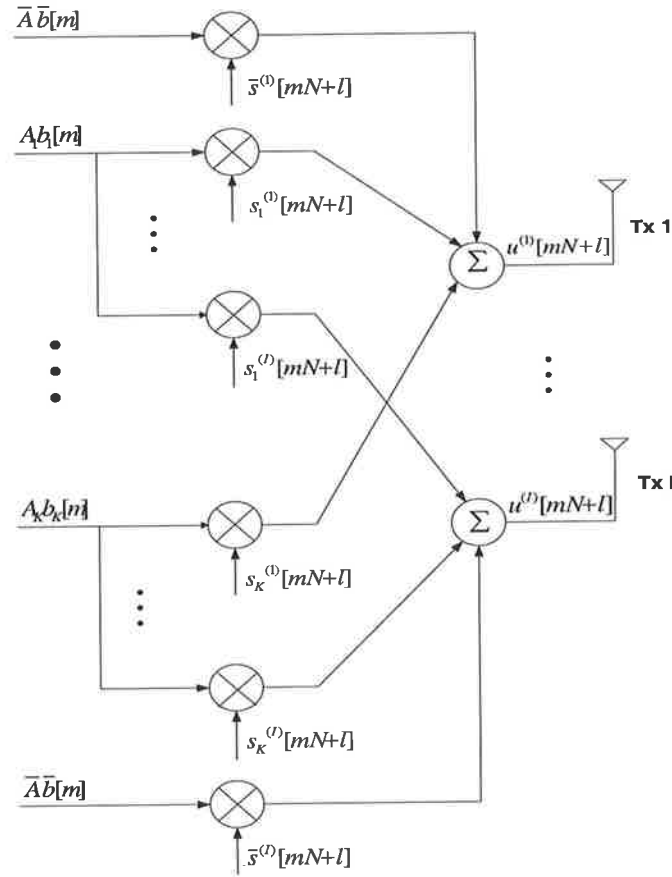 A̅ b̅[m]
s̅⁽¹⁾[mN+l]
A₁b₁[m]
s₁⁽¹⁾[mN+l]
Tx 1
u⁽¹⁾[mN+l]
Σ
s₁⁽ᴵ⁾[mN+l]
Tx I
A_K b_K[m]
u⁽ᴵ⁾[mN+l]
Σ
s_K⁽¹⁾[mN+l]
s_K⁽ᴵ⁾[mN+l]
A̅ b̅[m]
s̅⁽ᴵ⁾[mN+l]